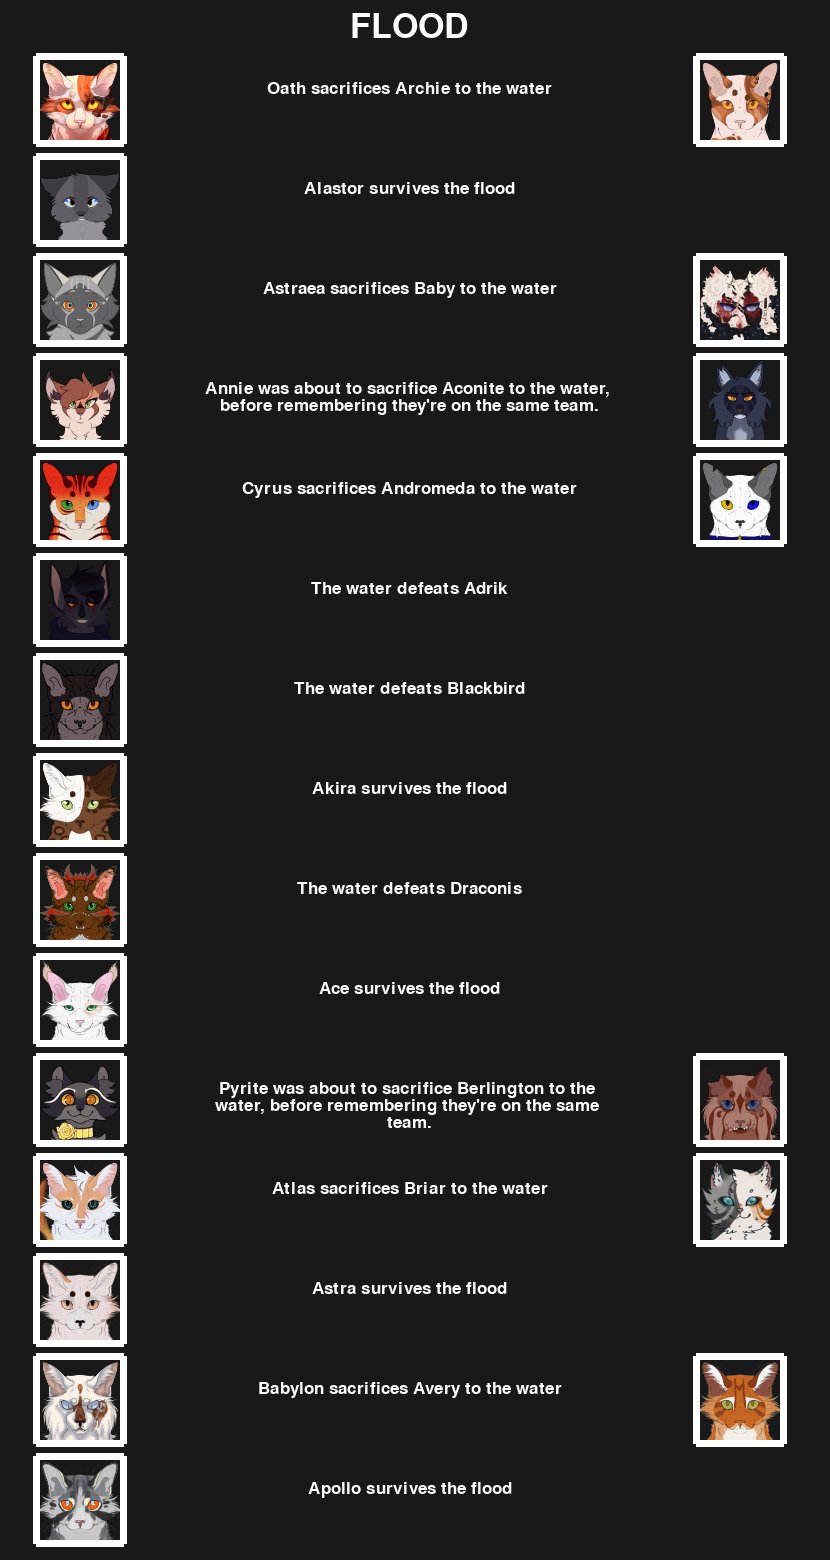 FLOOD
Oath sacrifices Archie to the water
Alastor survives the flood
Astraea sacrifices Baby to the water
Annie was about to sacrifice Aconite to the water,
before remembering they're on the same team.
Cyrus sacrifices Andromeda to the water
The water defeats Adrik
The water defeats Blackbird
Akira survives the flood
The water defeats Draconis
Ace survives the flood
Pyrite was about to sacrifice Berlington to the
water, before remembering they're on the same
team.
Atlas sacrifices Briar to the water
Astra survives the flood
Babylon sacrifices Avery to the water
Apollo survives the flood